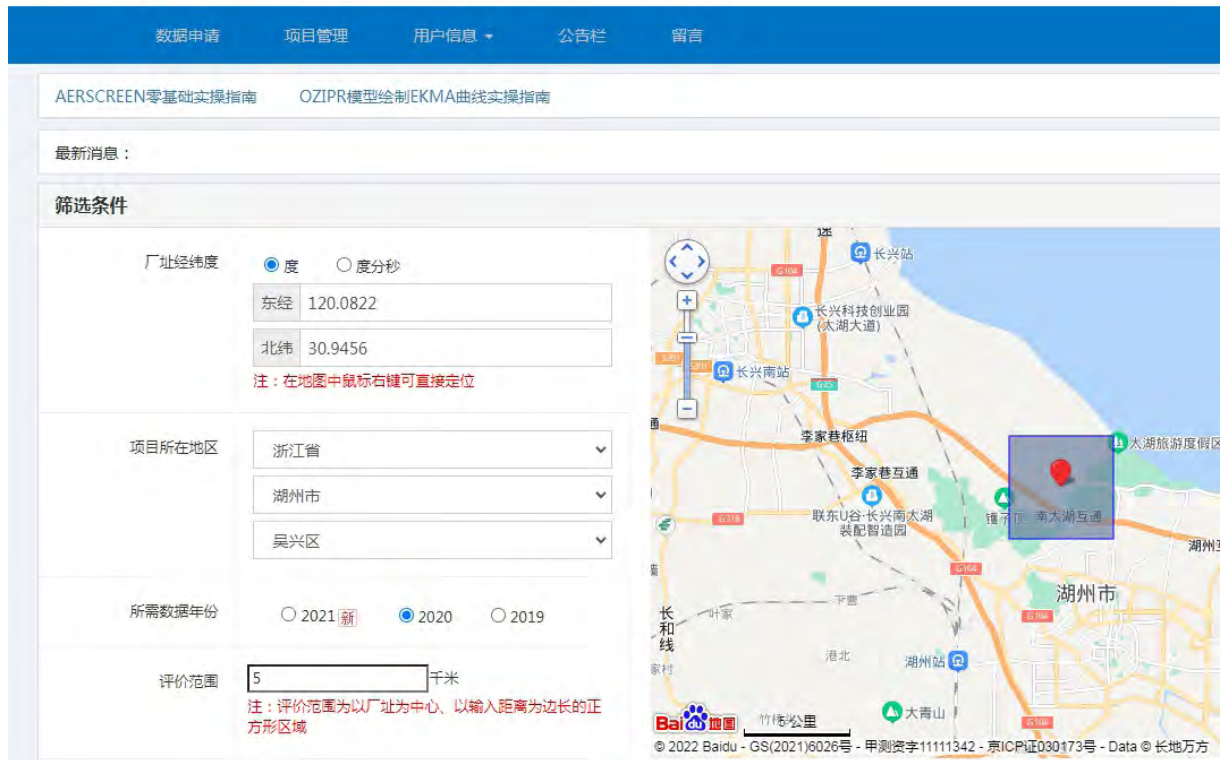 数据申请 项目管理 用户信息 公告栏 留言
AERSCREEN零基础实操指南 OZIPR模型绘制EKMA曲线实操指南
最新消息：
筛选条件
厂址经纬度
度 度分秒
东经 120.0822
北纬 30.9456
注：在地图中鼠标右键可直接定位
项目所在地区
浙江省
湖州市
吴兴区
所需数据年份
2021 新 2020 2019
评价范围
5 千米
注：评价范围为以厂址为中心、以输入距离为边长的正
方形区域
长兴站
G104
长兴科技创业园
(太湖大道)
长兴南站
G25
李家巷枢纽
太湖旅游度假区
李家巷互通
G318
联东U谷·长兴南太湖
装配智造园
南太湖互通
G104
湖州市
叶家
G104
长
和
线
港北
湖州站
大青山
G104
Bai du 地图
5公里
© 2022 Baidu - GS(2021)6026号 - 甲测资字11111342 - 京ICP证030173号 - Data © 长地万方